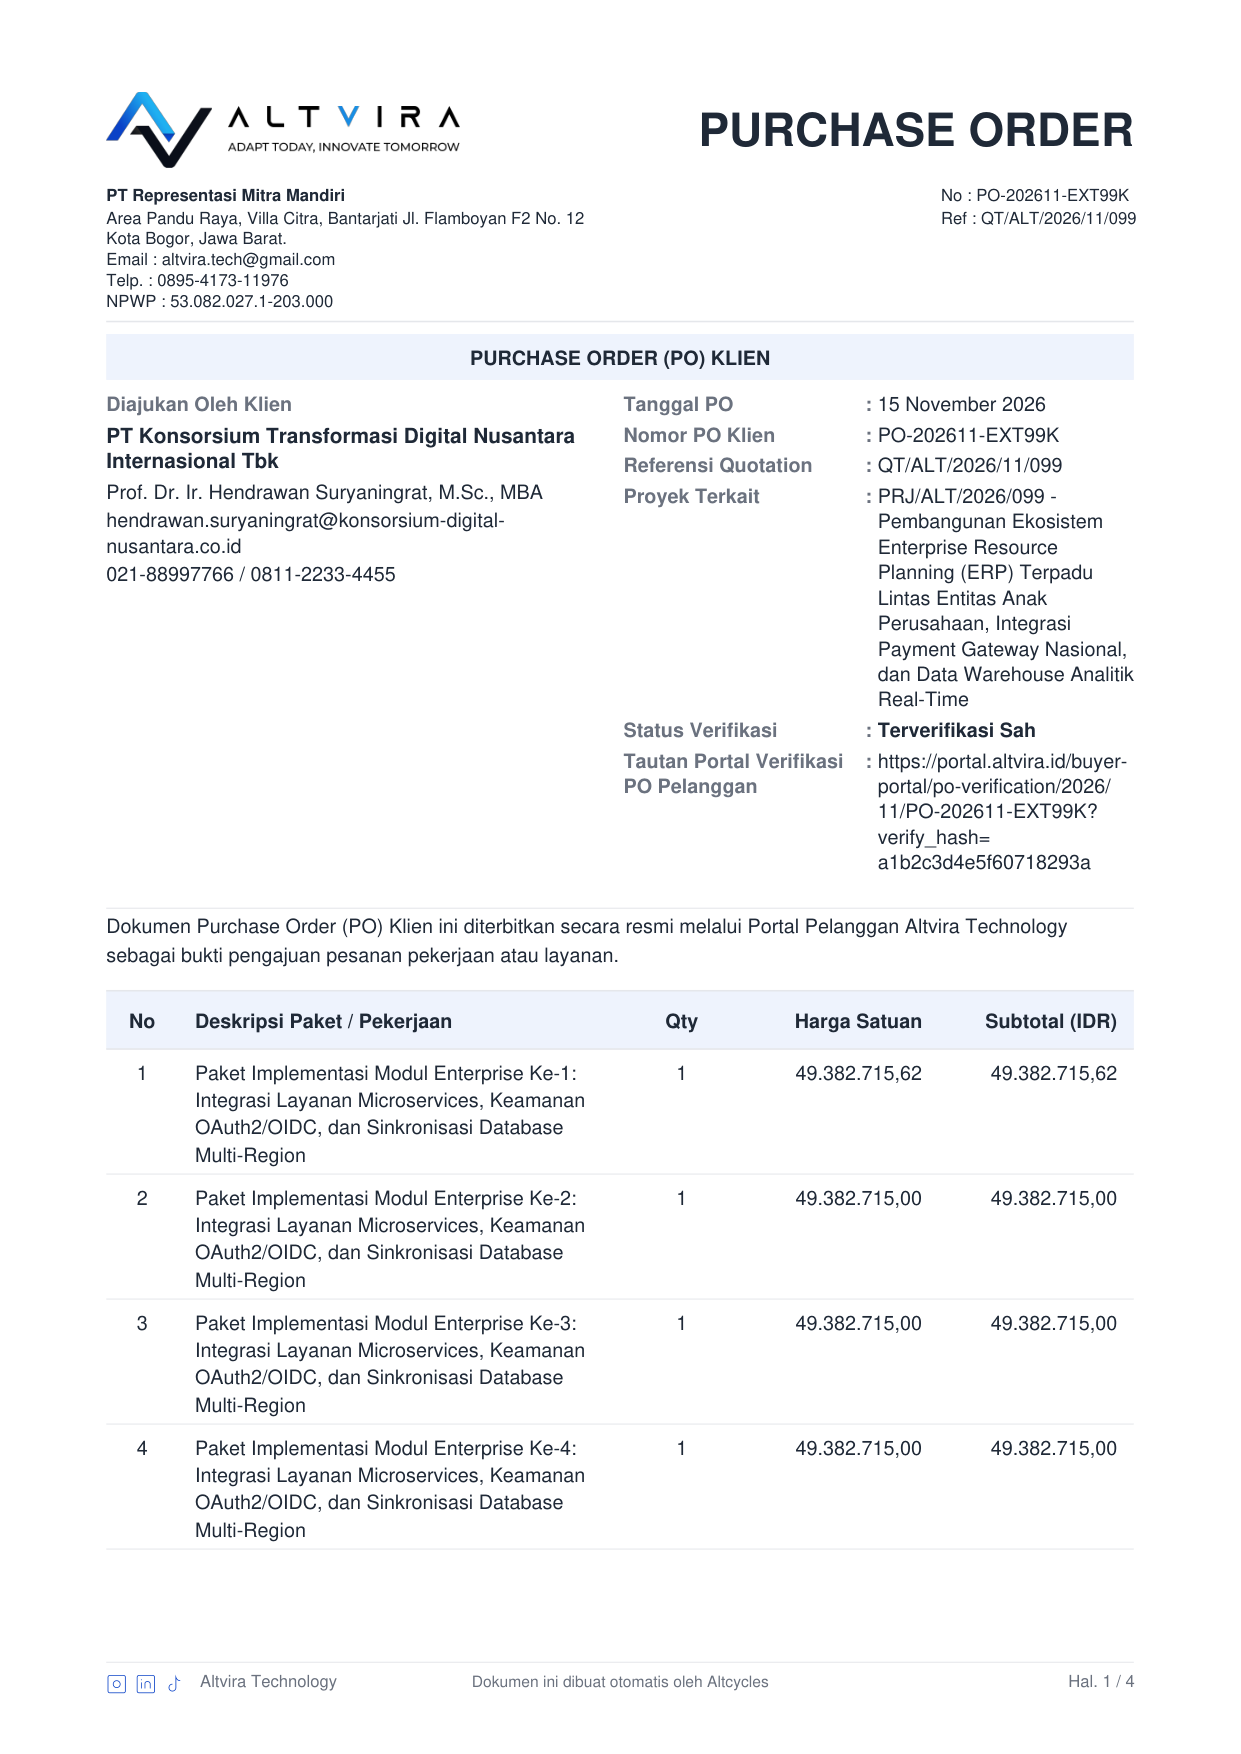 ALTVIRA
ADAPT TODAY, INNOVATE TOMORROW
PURCHASE ORDER
PT Representasi Mitra Mandiri
Area Pandu Raya, Villa Citra, Bantarjati Jl. Flamboyan F2 No. 12
Kota Bogor, Jawa Barat.
Email : altvira.tech@gmail.com
Telp. : 0895-4173-11976
NPWP : 53.082.027.1-203.000
No : PO-202611-EXT99K
Ref : QT/ALT/2026/11/099
PURCHASE ORDER (PO) KLIEN
Diajukan Oleh Klien
PT Konsorsium Transformasi Digital Nusantara
Internasional Tbk
Prof. Dr. Ir. Hendrawan Suryaningrat, M.Sc., MBA
hendrawan.suryaningrat@konsorsium-digital-
nusantara.co.id
021-88997766 / 0811-2233-4455
Tanggal PO : 15 November 2026
Nomor PO Klien : PO-202611-EXT99K
Referensi Quotation : QT/ALT/2026/11/099
Proyek Terkait : PRJ/ALT/2026/099 -
Pembangunan Ekosistem
Enterprise Resource
Planning (ERP) Terpadu
Lintas Entitas Anak
Perusahaan, Integrasi
Payment Gateway Nasional,
dan Data Warehouse Analitik
Real-Time
Status Verifikasi : Terverifikasi Sah
Tautan Portal Verifikasi : https://portal.altvira.id/buyer-
PO Pelanggan portal/po-verification/2026/
11/PO-202611-EXT99K?
verify_hash=
a1b2c3d4e5f60718293a
Dokumen Purchase Order (PO) Klien ini diterbitkan secara resmi melalui Portal Pelanggan Altvira Technology
sebagai bukti pengajuan pesanan pekerjaan atau layanan.
No Deskripsi Paket / Pekerjaan Qty Harga Satuan Subtotal (IDR)
1 Paket Implementasi Modul Enterprise Ke-1: 1 49.382.715,62 49.382.715,62
Integrasi Layanan Microservices, Keamanan
OAuth2/OIDC, dan Sinkronisasi Database
Multi-Region
2 Paket Implementasi Modul Enterprise Ke-2: 1 49.382.715,00 49.382.715,00
Integrasi Layanan Microservices, Keamanan
OAuth2/OIDC, dan Sinkronisasi Database
Multi-Region
3 Paket Implementasi Modul Enterprise Ke-3: 1 49.382.715,00 49.382.715,00
Integrasi Layanan Microservices, Keamanan
OAuth2/OIDC, dan Sinkronisasi Database
Multi-Region
4 Paket Implementasi Modul Enterprise Ke-4: 1 49.382.715,00 49.382.715,00
Integrasi Layanan Microservices, Keamanan
OAuth2/OIDC, dan Sinkronisasi Database
Multi-Region
Altvira Technology Dokumen ini dibuat otomatis oleh Altcycles Hal. 1 / 4